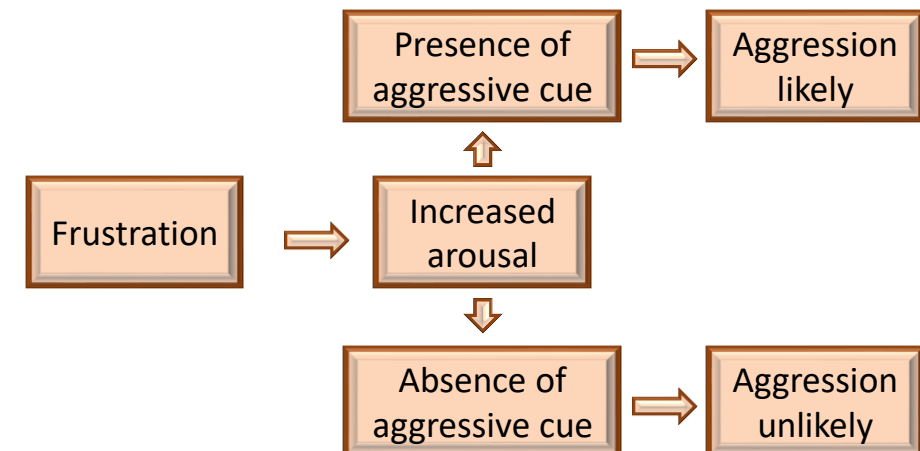 Presence of
aggressive cue
Aggression
likely
Frustration
Increased
arousal
Absence of
aggressive cue
Aggression
unlikely